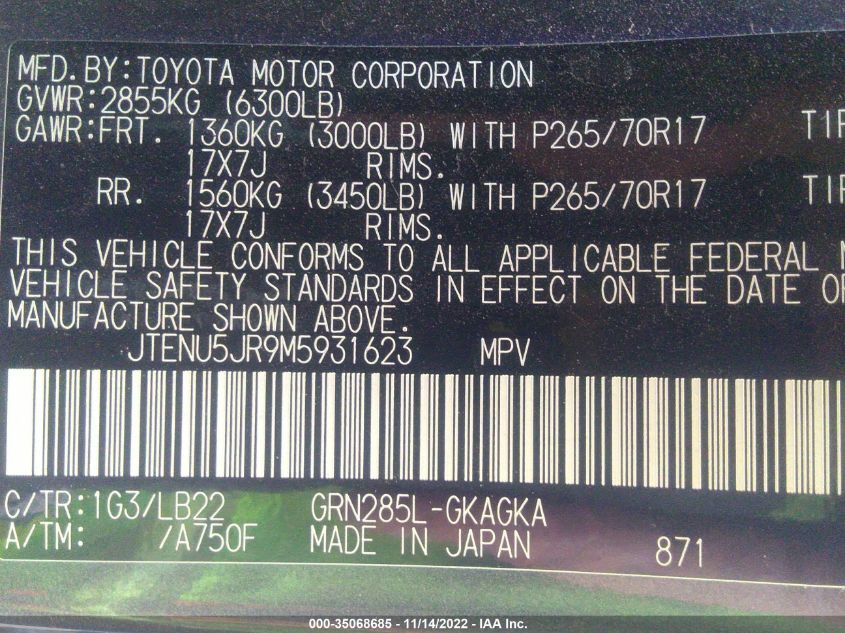 MFD.BY:TOYOTA MOTOR CORPORATION
GVWR:2855KG (6300LB)
GAWR:FRT. 1360KG (3000LB) WITH P265/70R17 TIR
17X7J RIMS.
RR. 1560KG (3450LB) WITH P265/70R17 TIR
17X7J RIMS.
THIS VEHICLE CONFORMS TO ALL APPLICABLE FEDERAL M
VEHICLE SAFETY STANDARDS IN EFFECT ON THE DATE OF
MANUFACTURE SHOWN ABOVE.
JTENU5JR9M5931623 MPV
C/TR:1G3/LB22 GRN285L-GKAGKA
A/TM: /A750F MADE IN JAPAN 871
000-35068685 - 11/14/2022 - IAA Inc.